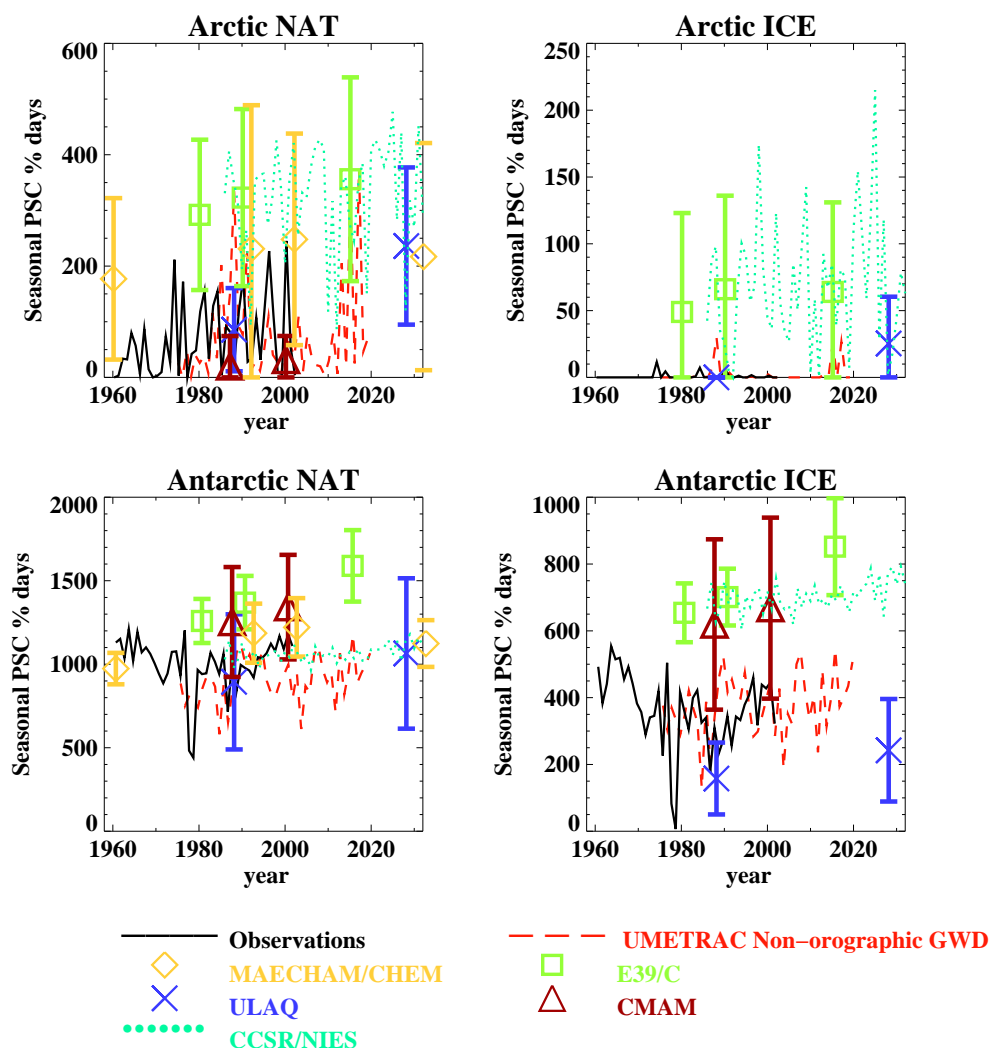 Arctic NAT
Arctic ICE
Seasonal PSC % days
600
400
200
0
1960 1980 2000 2020
year
Seasonal PSC % days
250
200
150
100
50
0
1960 1980 2000 2020
year
Antarctic NAT
Antarctic ICE
Seasonal PSC % days
2000
1500
1000
500
0
1960 1980 2000 2020
year
Seasonal PSC % days
1000
800
600
400
200
0
1960 1980 2000 2020
year
Observations
UMETRAC Non−orographic GWD
MAECHAM/CHEM
E39/C
ULAQ
CMAM
CCSR/NIES